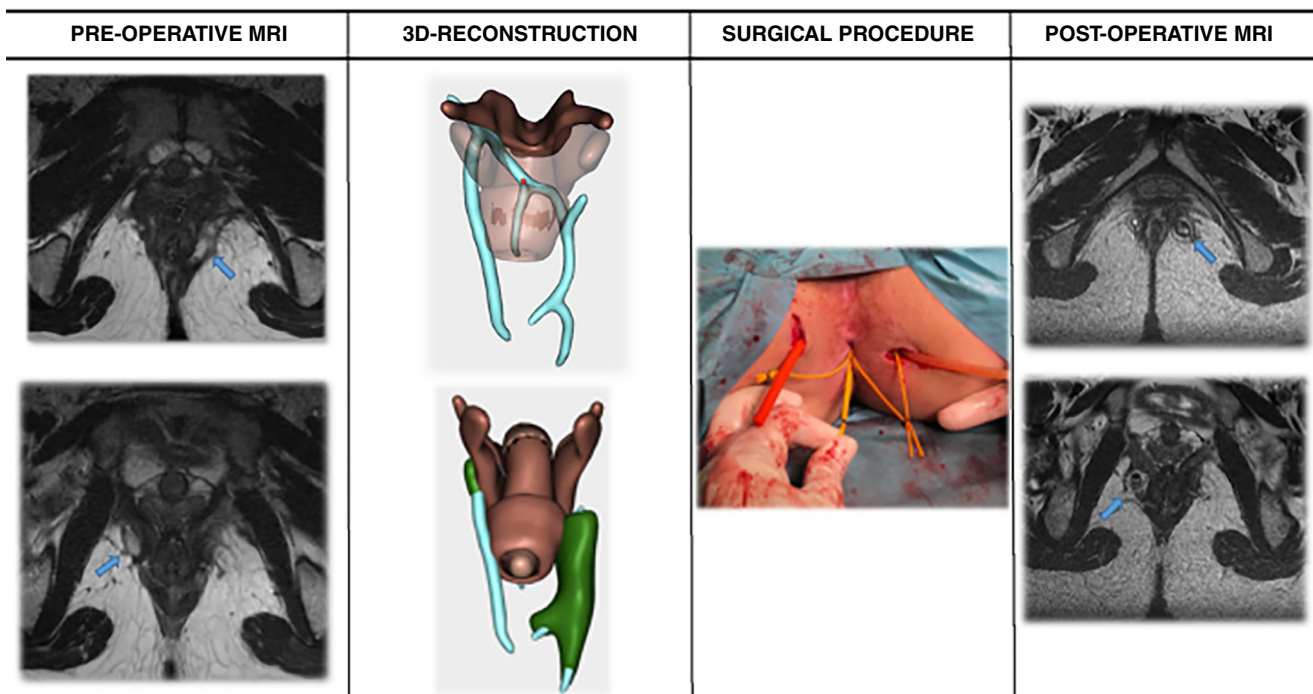 PRE-OPERATIVE MRI
3D-RECONSTRUCTION
SURGICAL PROCEDURE
POST-OPERATIVE MRI